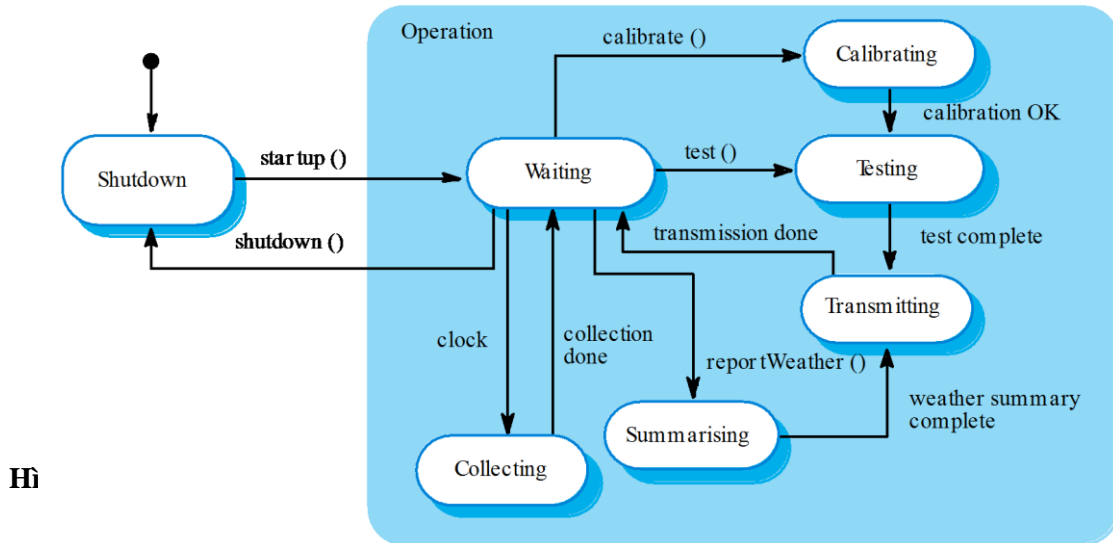 Operation
calibrate ()
Calibrating
calibration OK
startup ()
Shutdown
Waiting
test ()
Testing
shutdown ()
transmission done
test complete
Transmitting
clock
collection
done
reportWeather ()
weather summary
complete
Summarising
Collecting
Hì